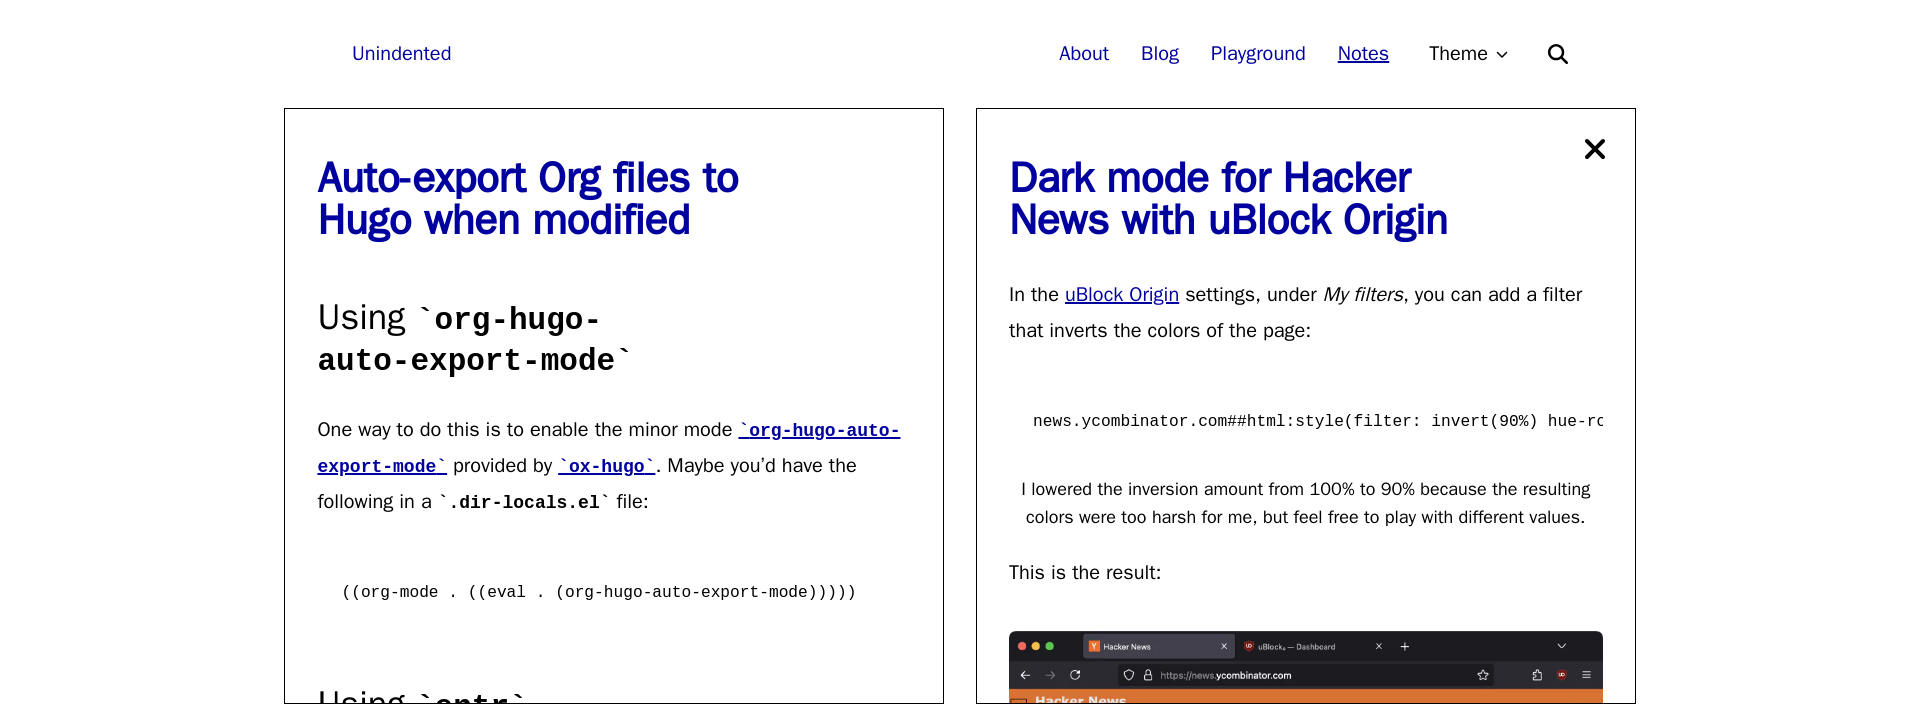 Unindented
About Blog Playground Notes Theme
Auto-export Org files to
Hugo when modified
Using `org-hugo-
auto-export-mode`
One way to do this is to enable the minor mode `org-hugo-auto-
export-mode` provided by `ox-hugo`. Maybe you’d have the
following in a `.dir-locals.el` file:
((org-mode . ((eval . (org-hugo-auto-export-mode)))))
Using `entr`
Dark mode for Hacker
News with uBlock Origin
In the uBlock Origin settings, under My filters, you can add a filter
that inverts the colors of the page:
news.ycombinator.com##html:style(filter: invert(90%) hue-ro
I lowered the inversion amount from 100% to 90% because the resulting
colors were too harsh for me, but feel free to play with different values.
This is the result:
Hacker News
uBlock₀ — Dashboard
https://news.ycombinator.com
Hacker News